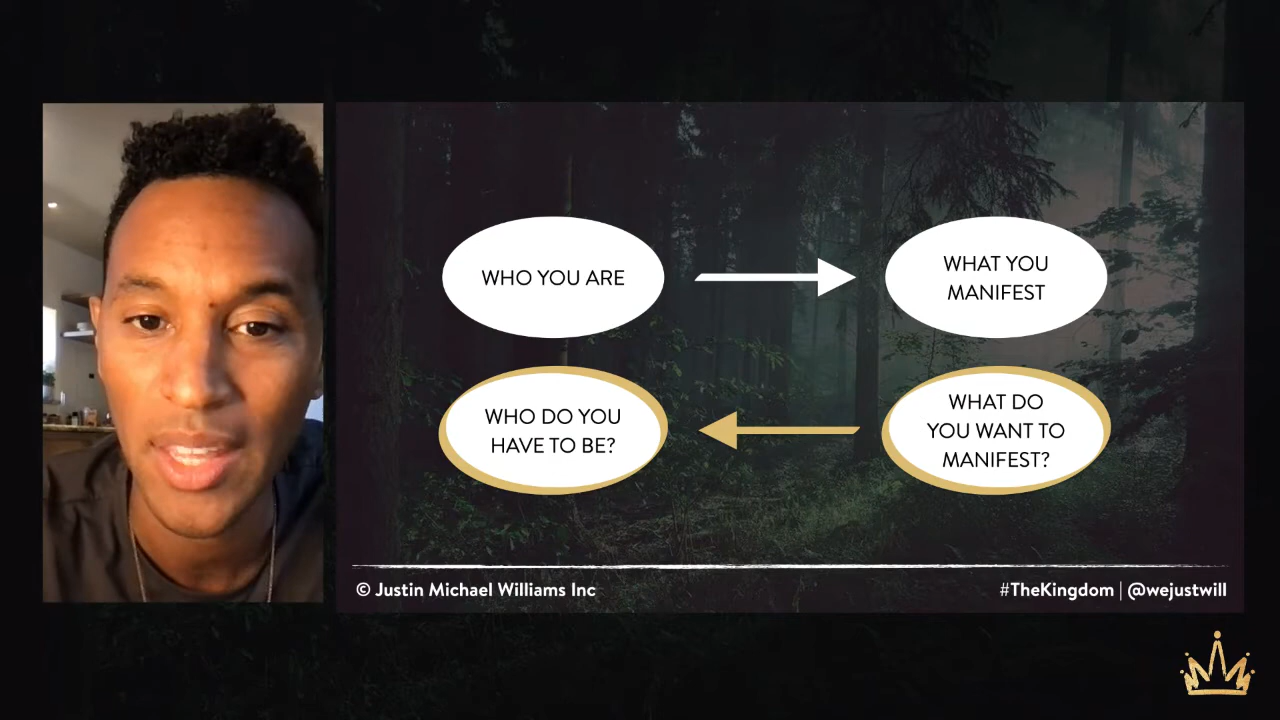 WHO YOU ARE
WHAT YOU
MANIFEST
WHO DO YOU
HAVE TO BE?
WHAT DO
YOU WANT TO
MANIFEST?
© Justin Michael Williams Inc
#TheKingdom | @wejustwill